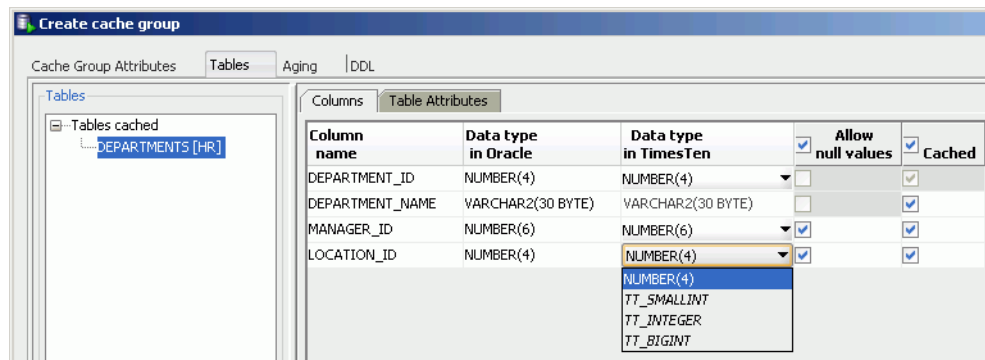 Create cache group
Cache Group Attributes Tables Aging DDL
Tables
Tables cached
DEPARTMENTS [HR]
Columns Table Attributes
Column name Data type in Oracle Data type in TimesTen Allow null values Cached
DEPARTMENT_ID NUMBER(4) NUMBER(4)
DEPARTMENT_NAME VARCHAR2(30 BYTE) VARCHAR2(30 BYTE)
MANAGER_ID NUMBER(6) NUMBER(6)
LOCATION_ID NUMBER(4) NUMBER(4)
NUMBER(4)
TT_SMALLINT
TT_INTEGER
TT_BIGINT